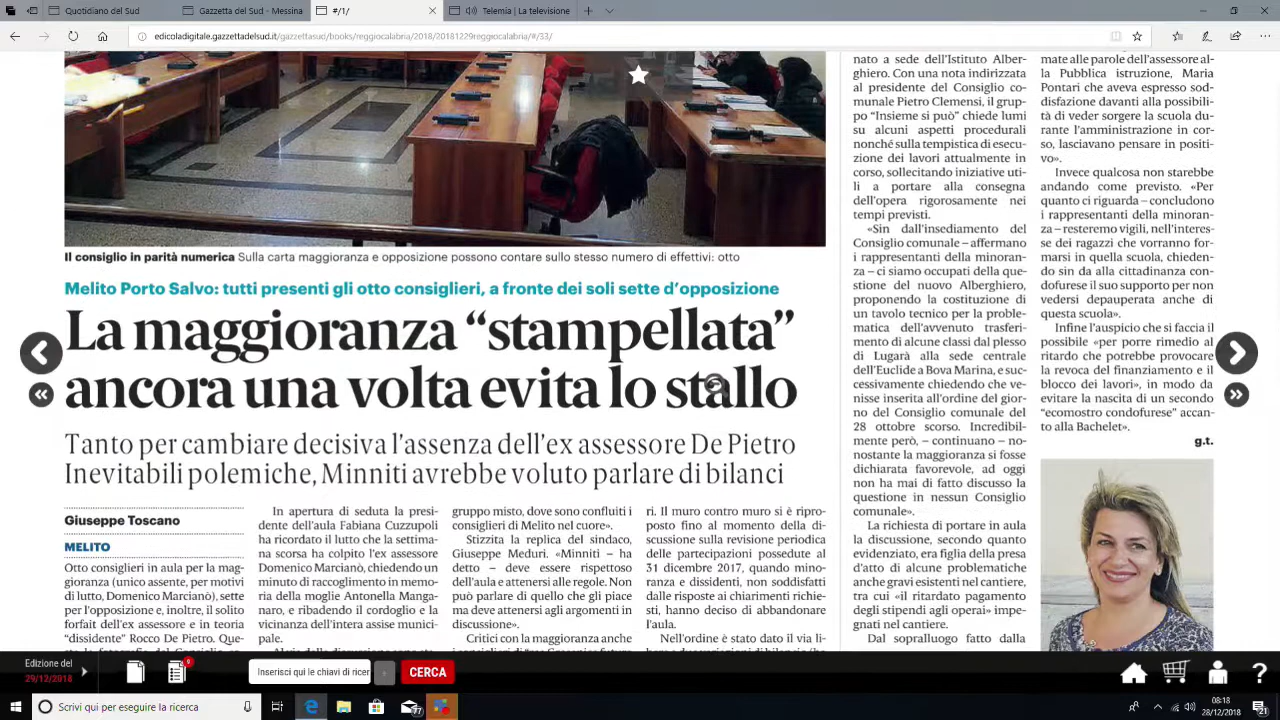 #/1
Polemic
Melito |
Telemia |
edicoladigitale.gazzettadelsud.it/gazzettasud/books/reggiocalabria/2018/20181229reggiocalabria/#/33/
Il consiglio in parità numerica Sulla carta maggioranza e opposizione possono contare sullo stesso numero di effettivi: otto
Melito Porto Salvo: tutti presenti gli otto consiglieri, a fronte dei soli sette d'opposizione
La maggioranza “stampellata”
ancora una volta evita lo stallo
Tanto per cambiare decisiva l'assenza dell'ex assessore De Pietro
Inevitabili polemiche, Minniti avrebbe voluto parlare di bilanci
Giuseppe Toscano
MELITO
Otto consiglieri in aula per la mag-
gioranza (unico assente, per motivi
di lutto, Domenico Marcianò), sette
per l'opposizione e, inoltre, il solito
forfait dell'ex assessore e in teoria
“dissidente” Rocco De Pietro. Que-
In apertura di seduta la presi-
dente dell'aula Fabiana Cuzzupoli
ha ricordato il lutto che la settima-
na scorsa ha colpito l'ex assessore
Domenico Marcianò, chiedendo un
minuto di raccoglimento in memo-
ria della moglie Antonella Manga-
naro, e ribadendo il cordoglio e la
vicinanza dell'intera assise munici-
pale.
gruppo misto, dove sono confluiti i
consiglieri di Melito nel cuore».
Stizzita la replica del sindaco,
Giuseppe Meduri. «Minniti – ha
detto – deve essere rispettoso
dell'aula e attenersi alle regole. Non
può parlare di quello che gli piace
ma deve attenersi agli argomenti in
discussione».
Critici con la maggioranza anche
ri. Il muro contro muro si è ripro-
posto fino al momento della di-
scussione sulla revisione periodica
delle partecipazioni possedute al
31 dicembre 2017, quando mino-
ranza e dissidenti, non soddisfatti
dalle risposte ai chiarimenti richie-
sti, hanno deciso di abbandonare
l'aula.
Nell'ordine è stato dato il via li-
nato a sede dell'Istituto Alber-
ghiero. Con una nota indirizzata
al presidente del Consiglio co-
munale Pietro Clemensi, il grup-
po “Insieme si può” chiede lumi
su alcuni aspetti procedurali
nonché sulla tempistica di esecu-
zione dei lavori attualmente in
corso, sollecitando iniziative uti-
li a portare alla consegna
dell'opera rigorosamente nei
tempi previsti.
«Sin dall'insediamento del
Consiglio comunale – affermano
i rappresentanti della minoran-
za – ci siamo occupati della que-
stione del nuovo Alberghiero,
proponendo la costituzione di
un tavolo tecnico per la proble-
matica dell'avvenuto trasferi-
mento di alcune classi dal plesso
di Lugarà alla sede centrale
dell'Euclide a Bova Marina, e suc-
cessivamente chiedendo che ve-
nisse inserita all'ordine del gior-
no del Consiglio comunale del
28 ottobre scorso. Incredibil-
mente però, – continuano – no-
nostante la maggioranza si fosse
dichiarata favorevole, ad oggi
non ha mai di fatto discusso la
questione in nessun Consiglio
comunale».
La richiesta di portare in aula
la discussione, secondo quanto
evidenziato, era figlia della presa
d'atto di alcune problematiche
anche gravi esistenti nel cantiere,
tra cui «il ritardato pagamento
degli stipendi agli operai» impe-
gnati nel cantiere.
Dal sopralluogo fatto dalla
mate alle parole dell'assessore al-
la Pubblica istruzione, Maria
Pontari che aveva espresso sod-
disfazione davanti alla possibili-
tà di veder sorgere la scuola du-
rante l'amministrazione in cor-
so, lasciavano pensare in positi-
vo».
Invece qualcosa non starebbe
andando come previsto. «Per
quanto ci riguarda – concludono
i rappresentanti della minoran-
za – resteremo vigili, nell'interes-
se dei ragazzi che vorranno for-
marsi in quella scuola, chieden-
do sin da alla cittadinanza con-
dofurese il suo supporto per non
vedersi depauperata anche di
questa scuola».
Infine l'auspicio che si faccia il
possibile «per porre rimedio al
ritardo che potrebbe provocare
la revoca del finanziamento e il
blocco dei lavori», in modo da
evitare la nascita di un secondo
“ecomostro condofurese” accan-
to alla Bachelet».
g.t.
Edizione del
29/12/2018
9
Inserisci qui le chiavi di ricer
CERCA
Scrivi qui per eseguire la ricerca
77
08:18
28/12/2018